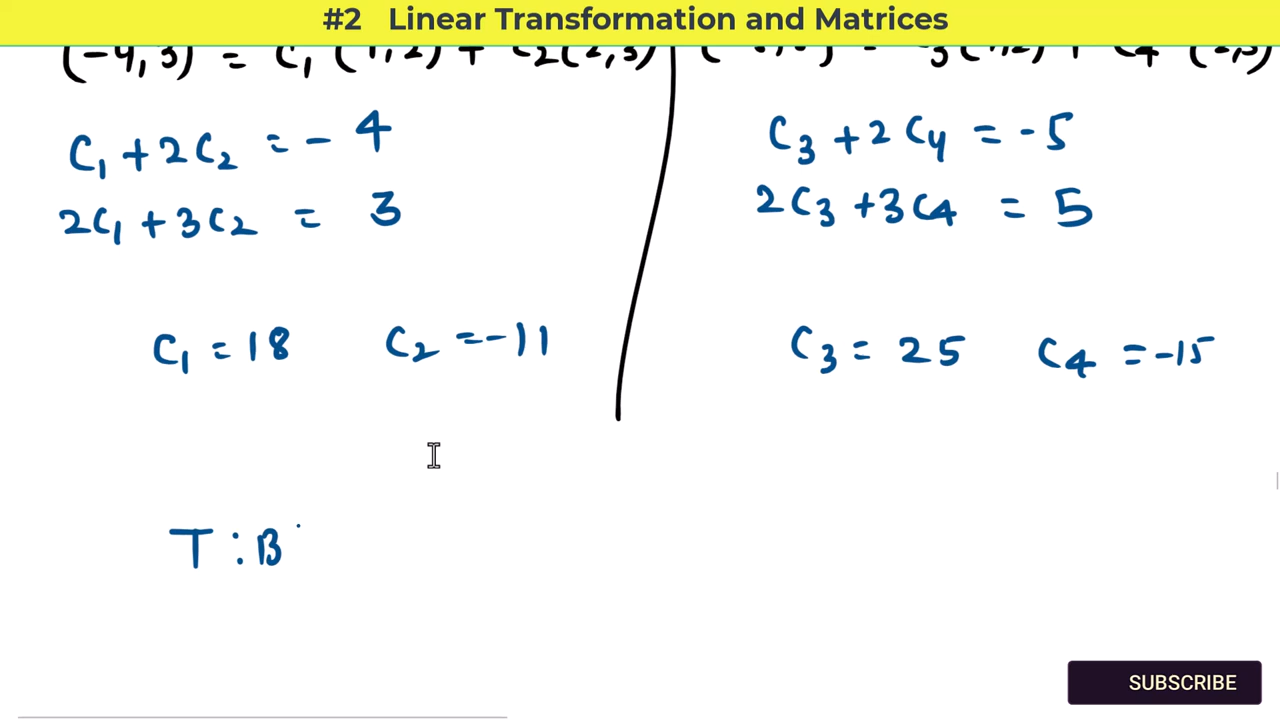 #2 Linear Transformation and Matrices
(-4, 3) = C₁ (1, 2) + C₂(2, 3)
C₁ + 2C₂ = - 4
2C₁ + 3C₂ = 3
C₁ = 18 C₂ = -11
C₃ + 2C₄ = -5
2C₃ + 3C₄ = 5
C₃ = 25 C₄ = -15
T : B
SUBSCRIBE